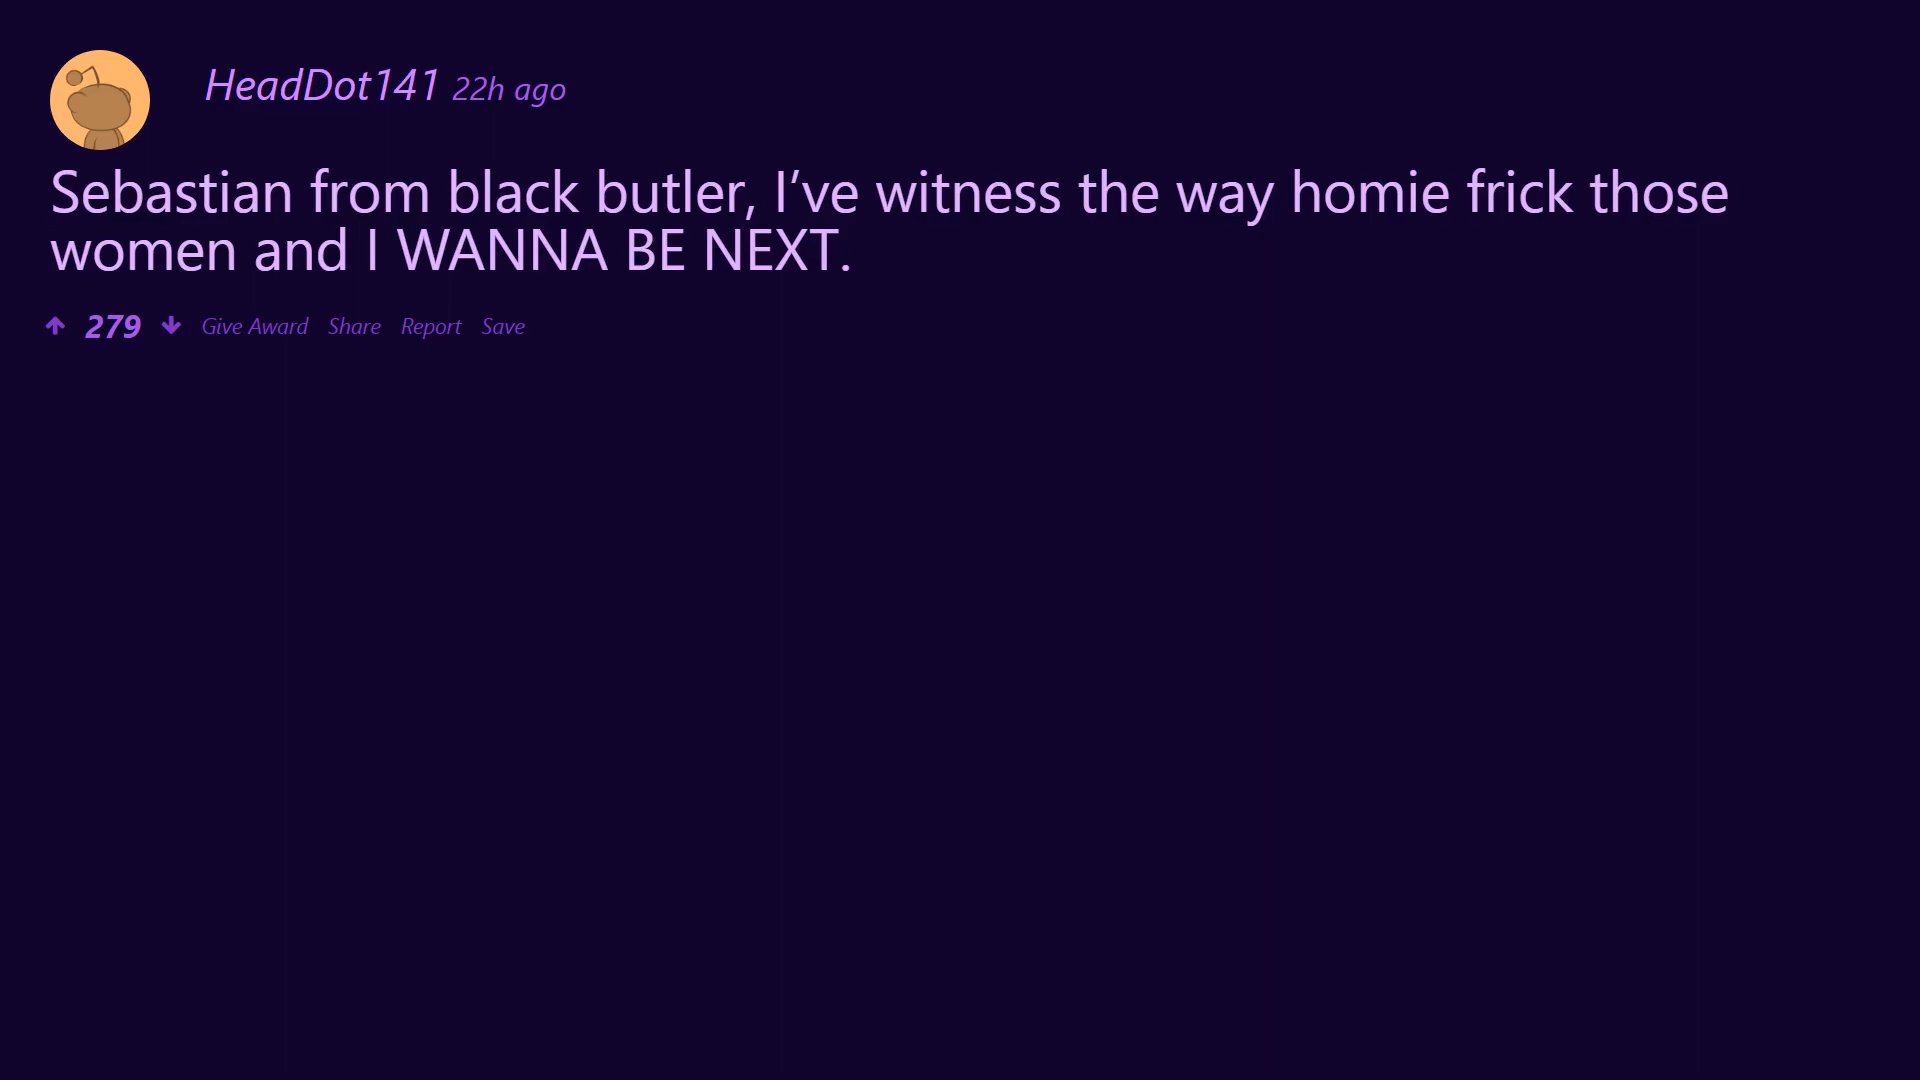 HeadDot141 22h ago
Sebastian from black butler, I’ve witness the way homie frick those
women and I WANNA BE NEXT.
279 Give Award Share Report Save